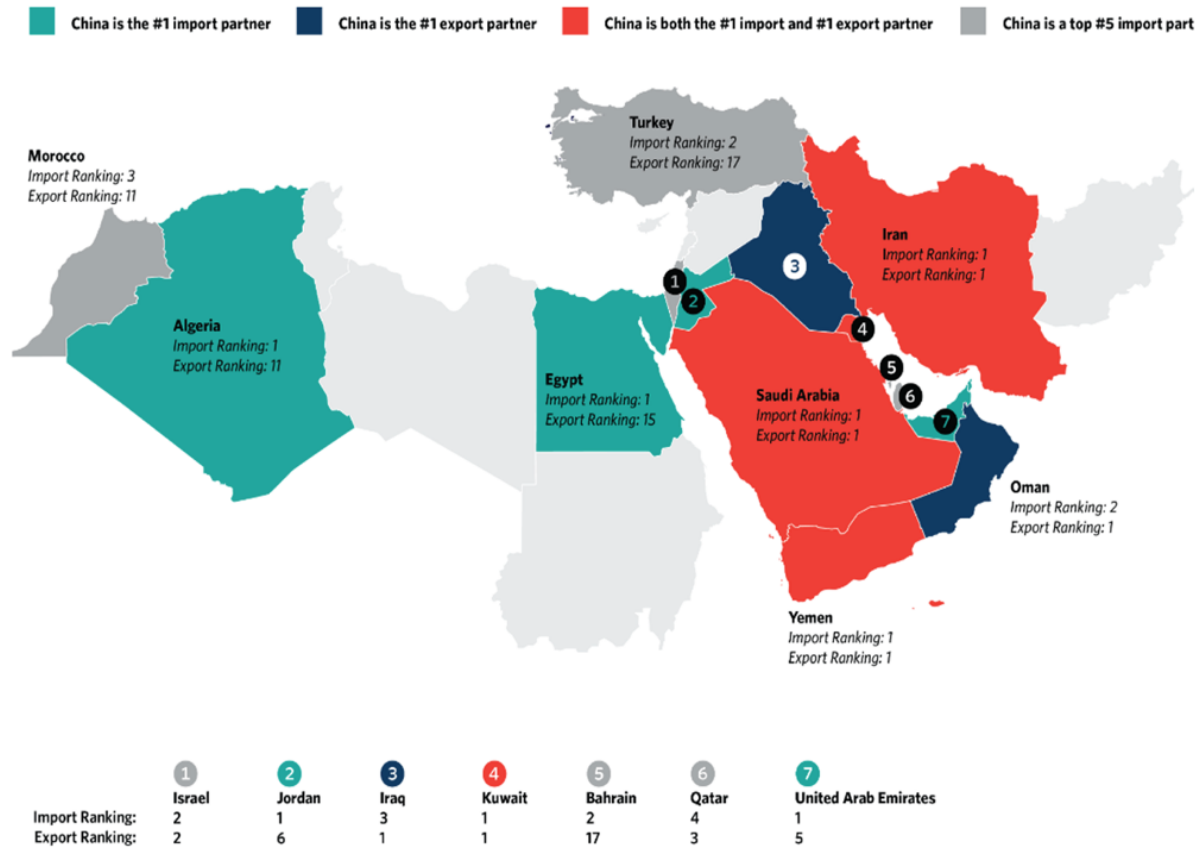 China is the #1 import partner
China is the #1 export partner
China is both the #1 import and #1 export partner
China is a top #5 import part
Turkey
Import Ranking: 2
Export Ranking: 17
Morocco
Import Ranking: 3
Export Ranking: 11
Iran
Import Ranking: 1
Export Ranking: 1
3
1
2
Algeria
Import Ranking: 1
Export Ranking: 11
4
5
Egypt
Import Ranking: 1
Export Ranking: 15
Saudi Arabia
Import Ranking: 1
Export Ranking: 1
6
7
Oman
Import Ranking: 2
Export Ranking: 1
Yemen
Import Ranking: 1
Export Ranking: 1
1 2 3 4 5 6 7
Israel Jordan Iraq Kuwait Bahrain Qatar United Arab Emirates
Import Ranking: 2 1 3 1 2 4 1
Export Ranking: 2 6 1 1 17 3 5